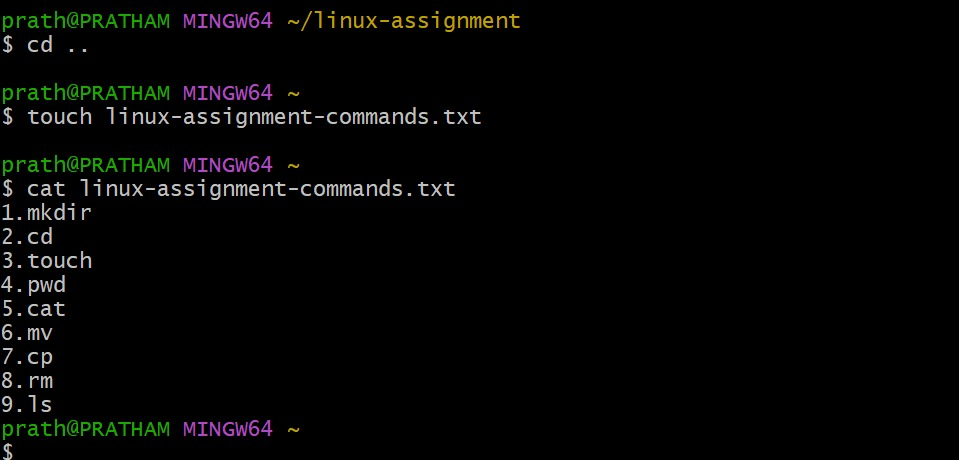 prath@PRATHAM MINGW64 ~/linux-assignment
$ cd ..
prath@PRATHAM MINGW64 ~
$ touch linux-assignment-commands.txt
prath@PRATHAM MINGW64 ~
$ cat linux-assignment-commands.txt
1.mkdir
2.cd
3.touch
4.pwd
5.cat
6.mv
7.cp
8.rm
9.ls
prath@PRATHAM MINGW64 ~
$